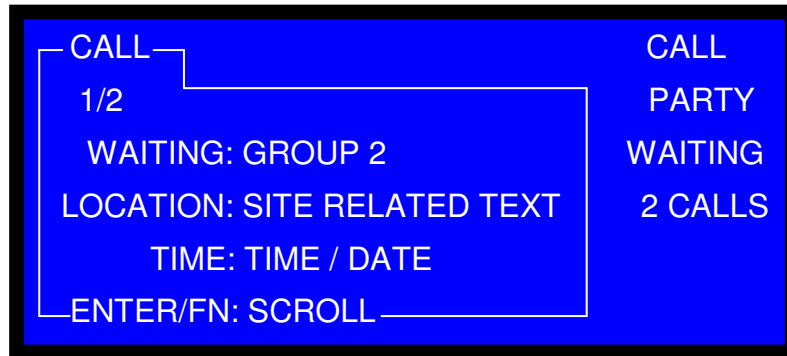 CALL
1/2
WAITING: GROUP 2
LOCATION: SITE RELATED TEXT
TIME: TIME / DATE
ENTER/FN: SCROLL
CALL
PARTY
WAITING
2 CALLS